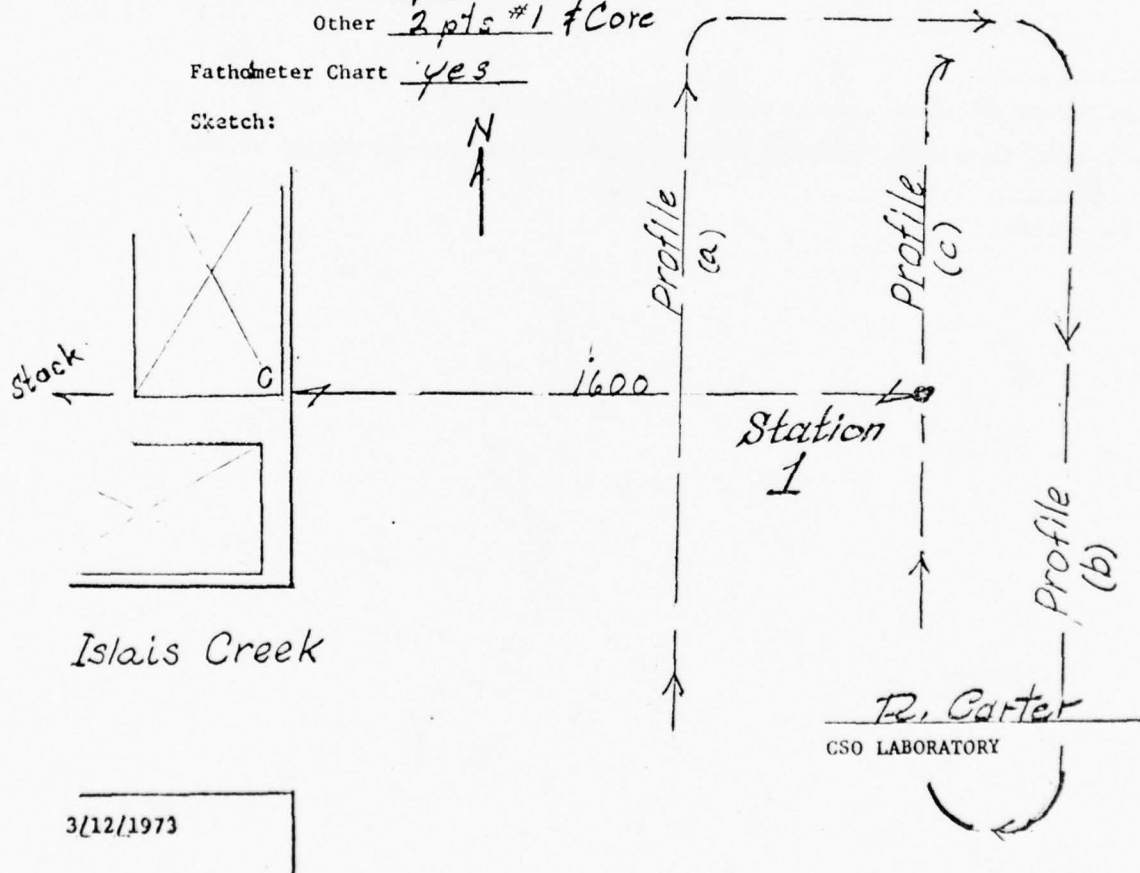 Other 2 pts #1 & Core
Fathometer Chart yes
Sketch:
N
Profile
(a)
Profile
(c)
Stack
C
1600'
Station
1
Profile
(b)
Islais Creek
R. Carter
CSO LABORATORY
3/12/1973